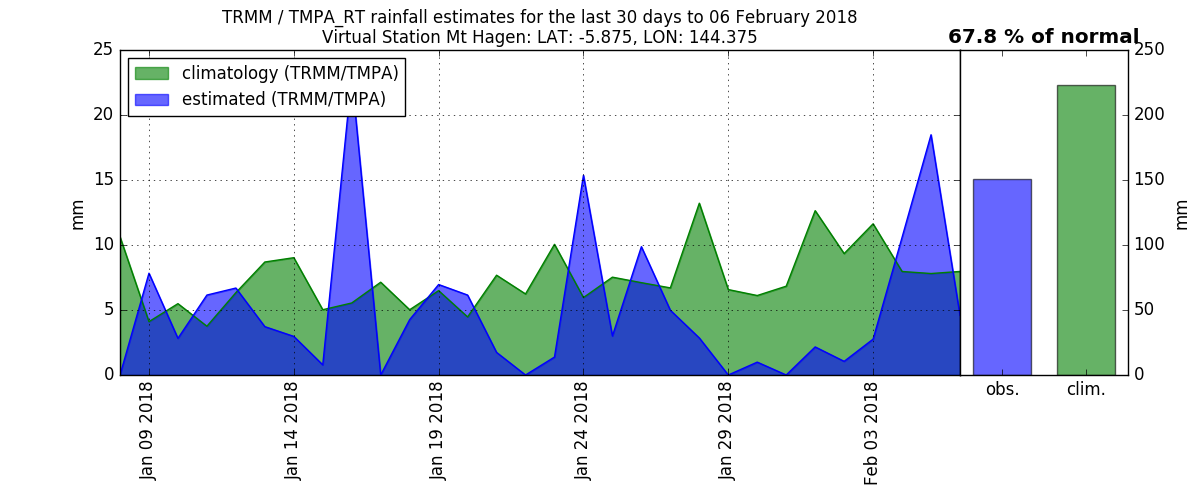 TRMM / TMPA_RT rainfall estimates for the last 30 days to 06 February 2018
Virtual Station Mt Hagen: LAT: -5.875, LON: 144.375
67.8 % of normal
climatology (TRMM/TMPA)
estimated (TRMM/TMPA)
25
20
15
10
5
0
mm
250
200
150
100
50
0
mm
Jan 09 2018
Jan 14 2018
Jan 19 2018
Jan 24 2018
Jan 29 2018
Feb 03 2018
obs.
clim.